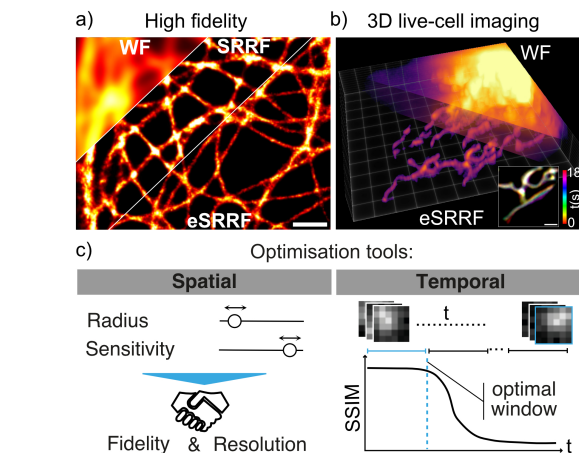 a) High fidelity
WF
SRRF
eSRRF
b) 3D live-cell imaging
WF
eSRRF
18
t(s)
0
c) Optimisation tools:
Spatial
Radius
Sensitivity
Fidelity & Resolution
Temporal
t
SSIM
optimal
window
t